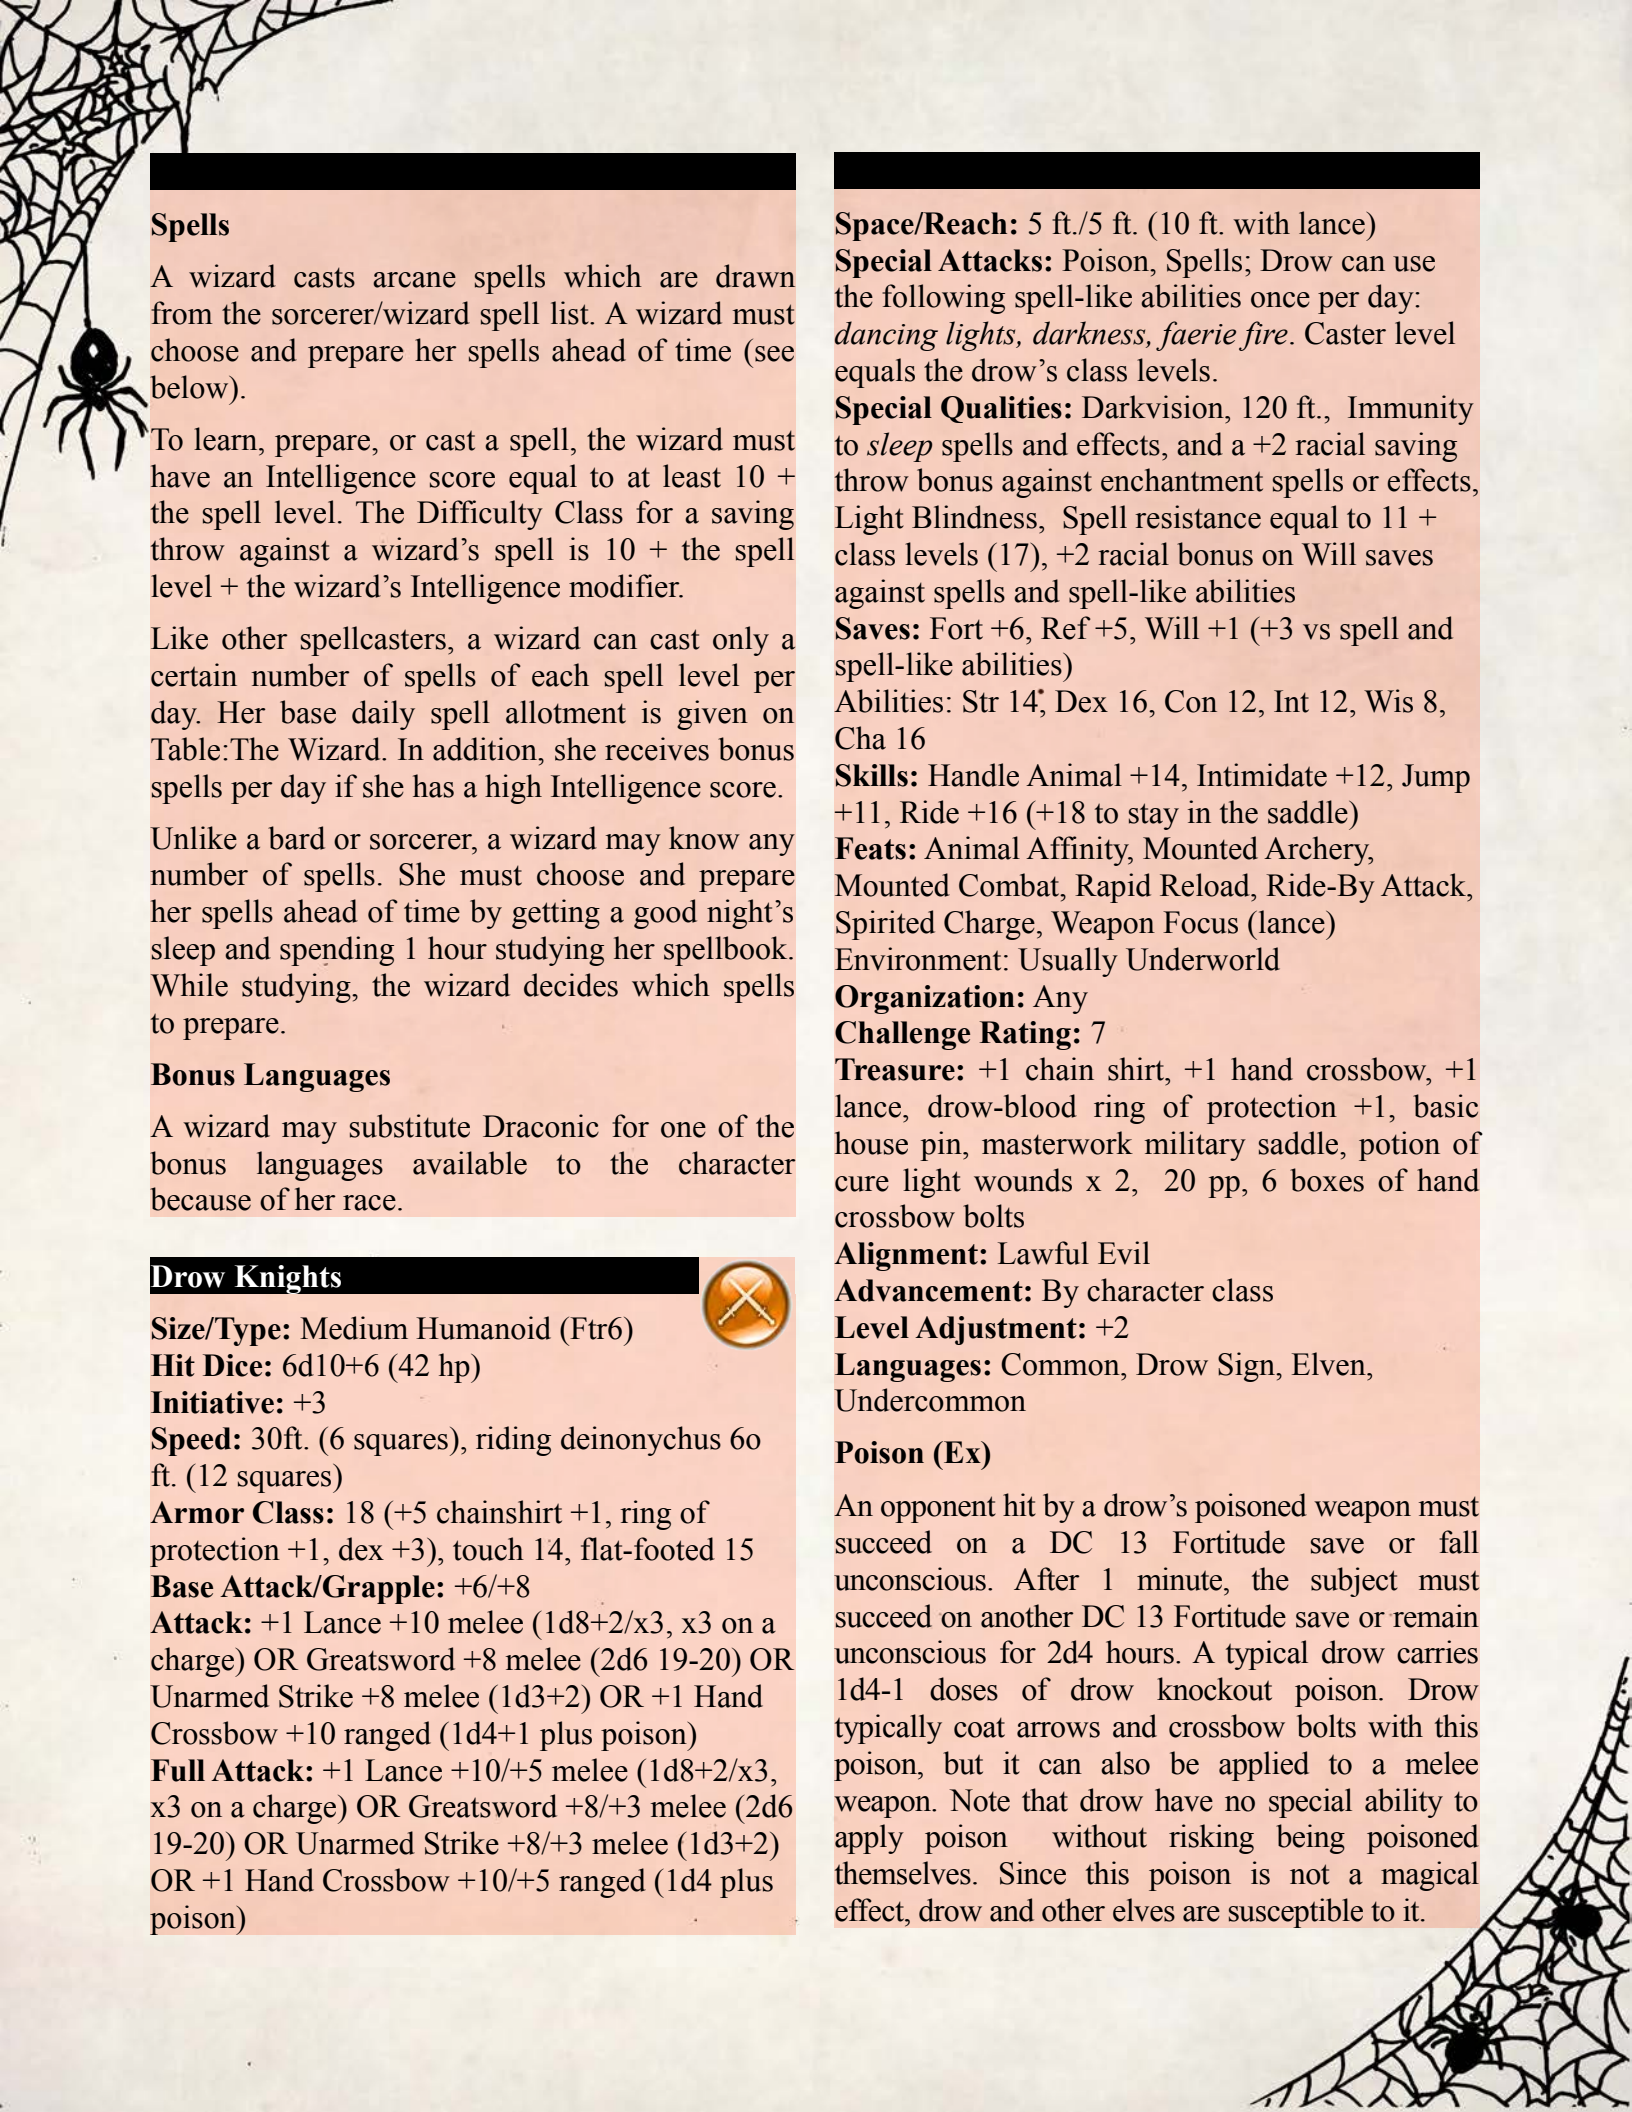 Spells
A wizard casts arcane spells which are drawn
from the sorcerer/wizard spell list. A wizard must
choose and prepare her spells ahead of time (see
below).
To learn, prepare, or cast a spell, the wizard must
have an Intelligence score equal to at least 10 +
the spell level. The Difficulty Class for a saving
throw against a wizard’s spell is 10 + the spell
level + the wizard’s Intelligence modifier.
Like other spellcasters, a wizard can cast only a
certain number of spells of each spell level per
day. Her base daily spell allotment is given on
Table:The Wizard. In addition, she receives bonus
spells per day if she has a high Intelligence score.
Unlike a bard or sorcerer, a wizard may know any
number of spells. She must choose and prepare
her spells ahead of time by getting a good night’s
sleep and spending 1 hour studying her spellbook.
While studying, the wizard decides which spells
to prepare.
Bonus Languages
A wizard may substitute Draconic for one of the
bonus languages available to the character
because of her race.
Drow Knights
Size/Type: Medium Humanoid (Ftr6)
Hit Dice: 6d10+6 (42 hp)
Initiative: +3
Speed: 30ft. (6 squares), riding deinonychus 6o
ft. (12 squares)
Armor Class: 18 (+5 chainshirt +1, ring of
protection +1, dex +3), touch 14, flat-footed 15
Base Attack/Grapple: +6/+8
Attack: +1 Lance +10 melee (1d8+2/x3, x3 on a
charge) OR Greatsword +8 melee (2d6 19-20) OR
Unarmed Strike +8 melee (1d3+2) OR +1 Hand
Crossbow +10 ranged (1d4+1 plus poison)
Full Attack: +1 Lance +10/+5 melee (1d8+2/x3,
x3 on a charge) OR Greatsword +8/+3 melee (2d6
19-20) OR Unarmed Strike +8/+3 melee (1d3+2)
OR +1 Hand Crossbow +10/+5 ranged (1d4 plus
poison)
Space/Reach: 5 ft./5 ft. (10 ft. with lance)
Special Attacks: Poison, Spells; Drow can use
the following spell-like abilities once per day:
dancing lights, darkness, faerie fire. Caster level
equals the drow’s class levels.
Special Qualities: Darkvision, 120 ft., Immunity
to sleep spells and effects, and a +2 racial saving
throw bonus against enchantment spells or effects,
Light Blindness, Spell resistance equal to 11 +
class levels (17), +2 racial bonus on Will saves
against spells and spell-like abilities
Saves: Fort +6, Ref +5, Will +1 (+3 vs spell and
spell-like abilities)
Abilities: Str 14, Dex 16, Con 12, Int 12, Wis 8,
Cha 16
Skills: Handle Animal +14, Intimidate +12, Jump
+11, Ride +16 (+18 to stay in the saddle)
Feats: Animal Affinity, Mounted Archery,
Mounted Combat, Rapid Reload, Ride-By Attack,
Spirited Charge, Weapon Focus (lance)
Environment: Usually Underworld
Organization: Any
Challenge Rating: 7
Treasure: +1 chain shirt, +1 hand crossbow, +1
lance, drow-blood ring of protection +1, basic
house pin, masterwork military saddle, potion of
cure light wounds x 2, 20 pp, 6 boxes of hand
crossbow bolts
Alignment: Lawful Evil
Advancement: By character class
Level Adjustment: +2
Languages: Common, Drow Sign, Elven,
Undercommon
Poison (Ex)
An opponent hit by a drow’s poisoned weapon must
succeed on a DC 13 Fortitude save or fall
unconscious. After 1 minute, the subject must
succeed on another DC 13 Fortitude save or remain
unconscious for 2d4 hours. A typical drow carries
1d4-1 doses of drow knockout poison. Drow
typically coat arrows and crossbow bolts with this
poison, but it can also be applied to a melee
weapon. Note that drow have no special ability to
apply poison without risking being poisoned
themselves. Since this poison is not a magical
effect, drow and other elves are susceptible to it.